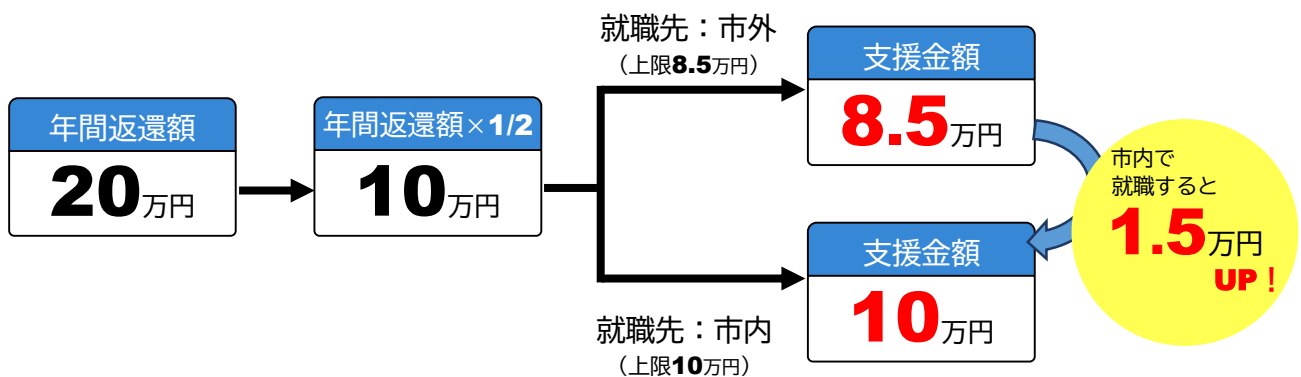 年間返還額
20万円
年間返還額×1/2
10万円
就職先：市外
（上限8.5万円）
支援金額
8.5万円
就職先：市内
（上限10万円）
支援金額
10万円
市内で
就職すると
1.5万円
UP！